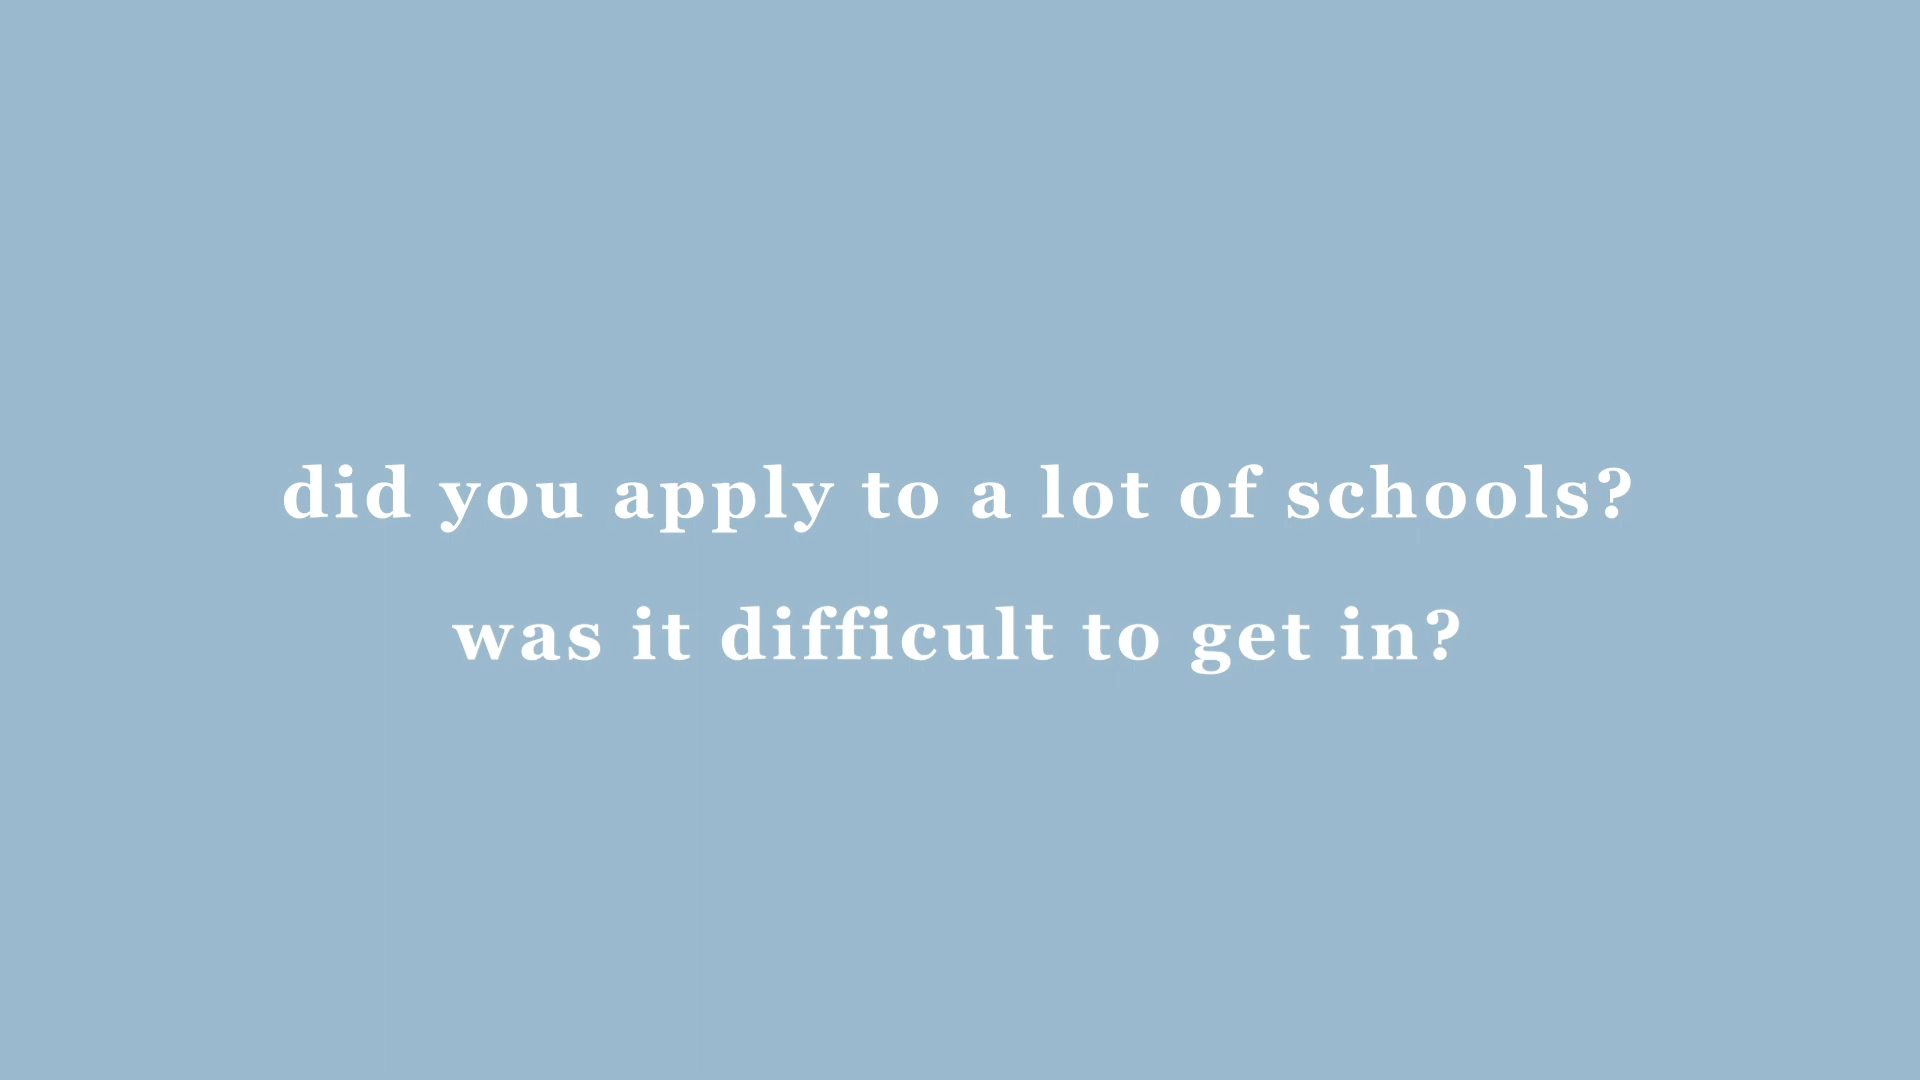 did you apply to a lot of schools?
was it difficult to get in?